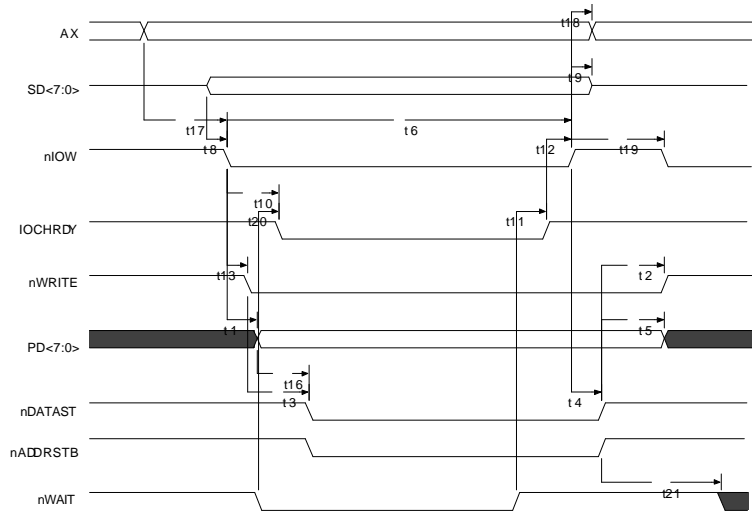 t18
AX
t9
SD<7:0>
t17
t6
t8
t12
t19
nIOW
t10
t20
t11
IOCHRDY
t13
t2
nWRITE
t1
t5
PD<7:0>
t16
t3
t4
nDATAST
nADDRSTB
t21
nWAIT